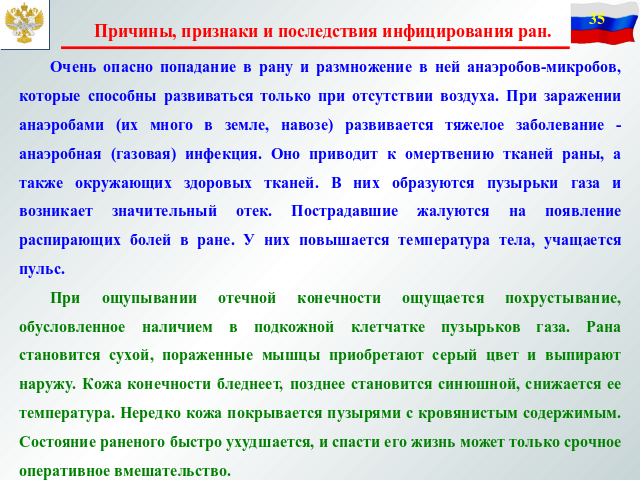 35
Причины, признаки и последствия инфицирования ран.
Очень опасно попадание в рану и размножение в ней анаэробов-микробов,
которые способны развиваться только при отсутствии воздуха. При заражении
анаэробами (их много в земле, навозе) развивается тяжелое заболевание -
анаэробная (газовая) инфекция. Оно приводит к омертвению тканей раны, а
также окружающих здоровых тканей. В них образуются пузырьки газа и
возникает значительный отек. Пострадавшие жалуются на появление
распирающих болей в ране. У них повышается температура тела, учащается
пульс.
При ощупывании отечной конечности ощущается похрустывание,
обусловленное наличием в подкожной клетчатке пузырьков газа. Рана
становится сухой, пораженные мышцы приобретают серый цвет и выпирают
наружу. Кожа конечности бледнеет, позднее становится синюшной, снижается ее
температура. Нередко кожа покрывается пузырями с кровянистым содержимым.
Состояние раненого быстро ухудшается, и спасти его жизнь может только срочное
оперативное вмешательство.